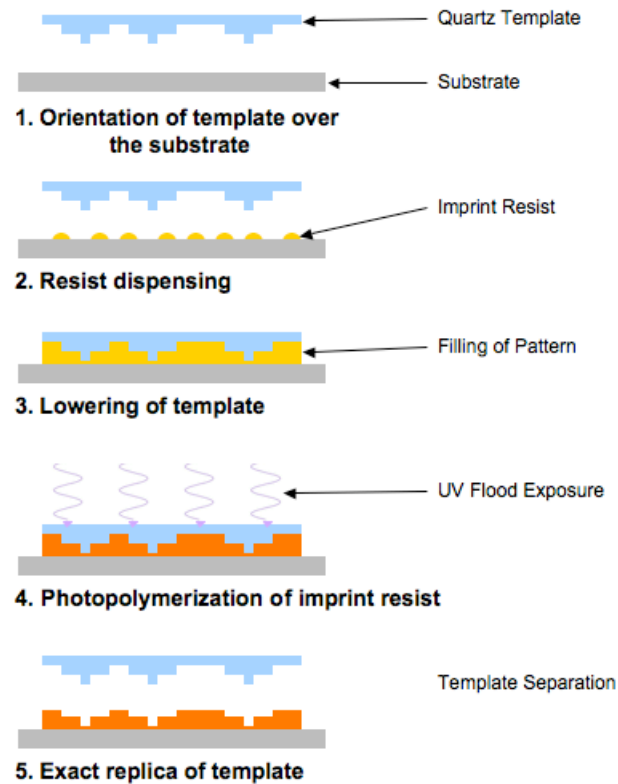 Quartz Template
Substrate
1. Orientation of template over
the substrate
Imprint Resist
2. Resist dispensing
Filling of Pattern
3. Lowering of template
UV Flood Exposure
4. Photopolymerization of imprint resist
Template Separation
5. Exact replica of template